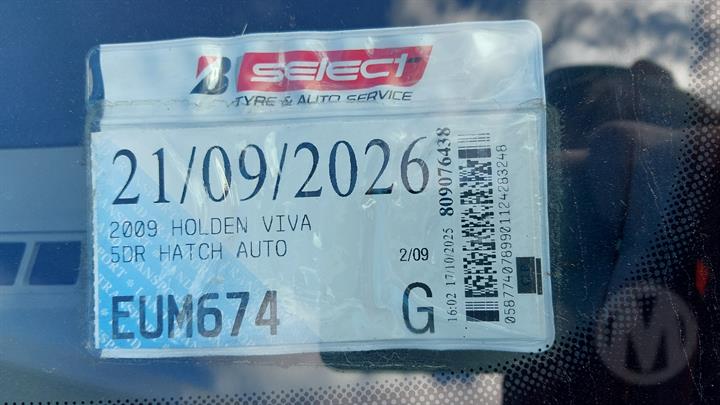 B SELECT
TYRE & AUTO SERVICE
21/09/2026
2009 HOLDEN VIVA
5DR HATCH AUTO
2/09
EUM674
G
16:02 17/10/2025 809076438
0587740789901124283248
M